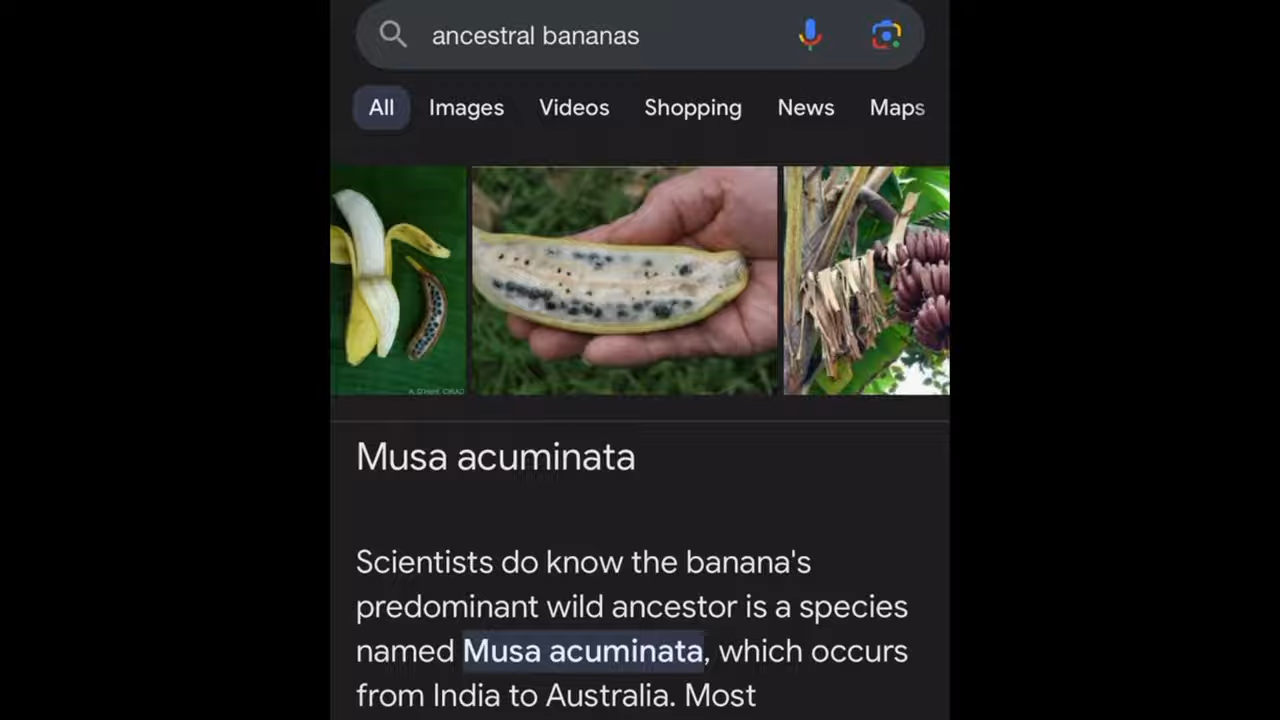 ancestral bananas
All Images Videos Shopping News Maps
Musa acuminata
Scientists do know the banana's
predominant wild ancestor is a species
named Musa acuminata, which occurs
from India to Australia. Most